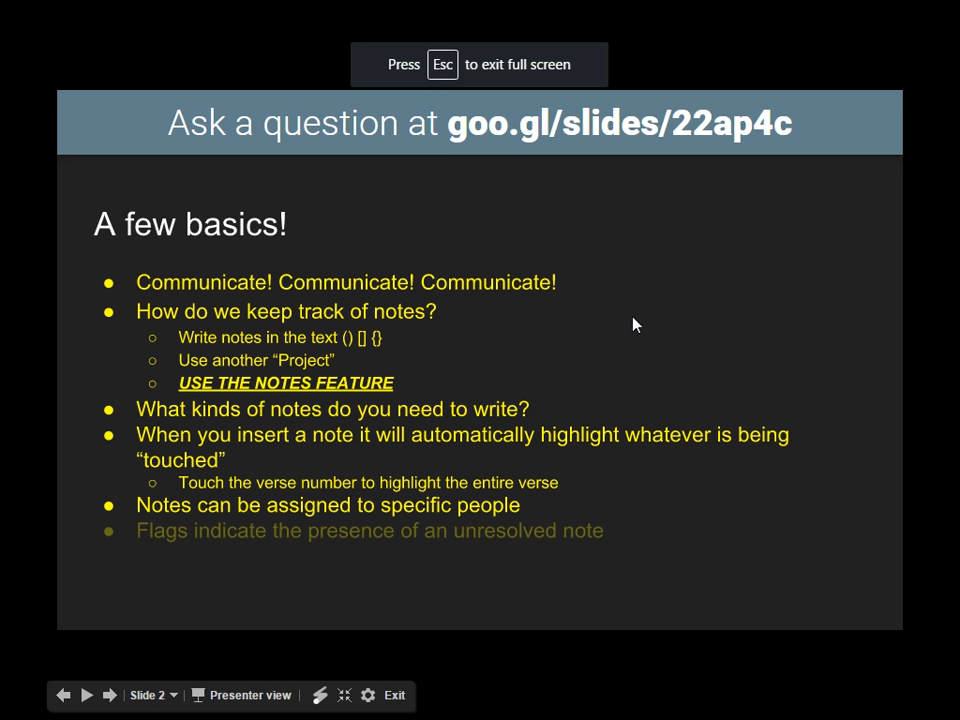 Press Esc to exit full screen
Ask a question at goo.gl/slides/22ap4c
A few basics!
● Communicate! Communicate! Communicate!
● How do we keep track of notes?
○ Write notes in the text () [] {}
○ Use another “Project”
○ USE THE NOTES FEATURE
● What kinds of notes do you need to write?
● When you insert a note it will automatically highlight whatever is being
“touched”
○ Touch the verse number to highlight the entire verse
● Notes can be assigned to specific people
● Flags indicate the presence of an unresolved note
Slide 2 Presenter view Exit